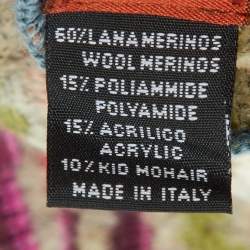 60% LANA MERINOS
WOOL MERINOS
15% POLIAMMIDE
POLYAMIDE
15% ACRILICO
ACRYLIC
10% KID MOHAIR
MADE IN ITALY